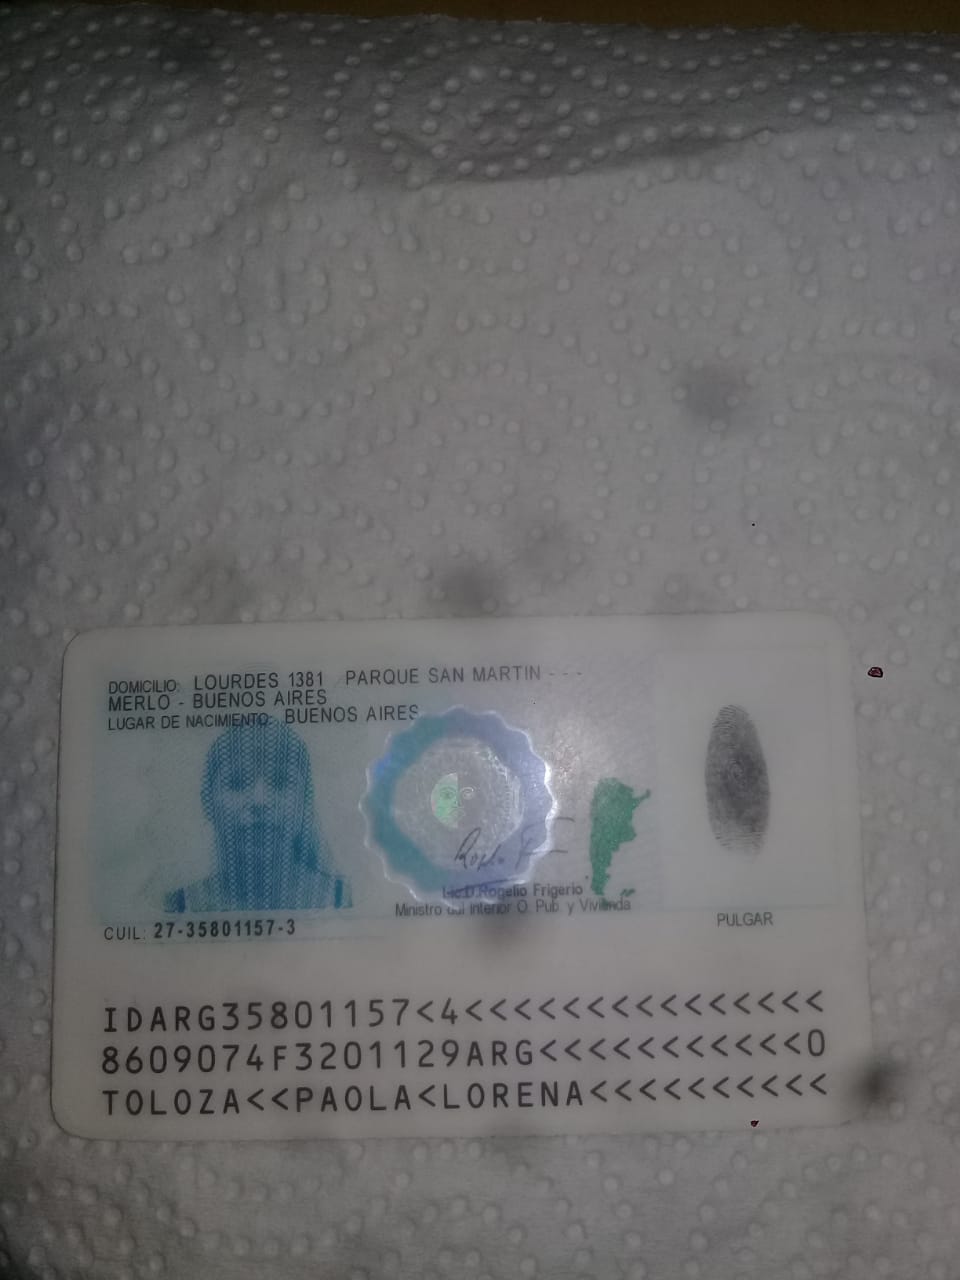 DOMICILIO: LOURDES 1381 PARQUE SAN MARTIN - - -
MERLO - BUENOS AIRES
LUGAR DE NACIMIENTO: BUENOS AIRES
Lic.D.Rogelio Frigerio
Ministro del Interior O. Pub. y Vivienda
PULGAR
CUIL: 27-35801157-3
IDARG35801157<4<<<<<<<<<<<<<<<
8609074F3201129ARG<<<<<<<<<<<0
TOLOZA<<PAOLA<LORENA<<<<<<<<<<